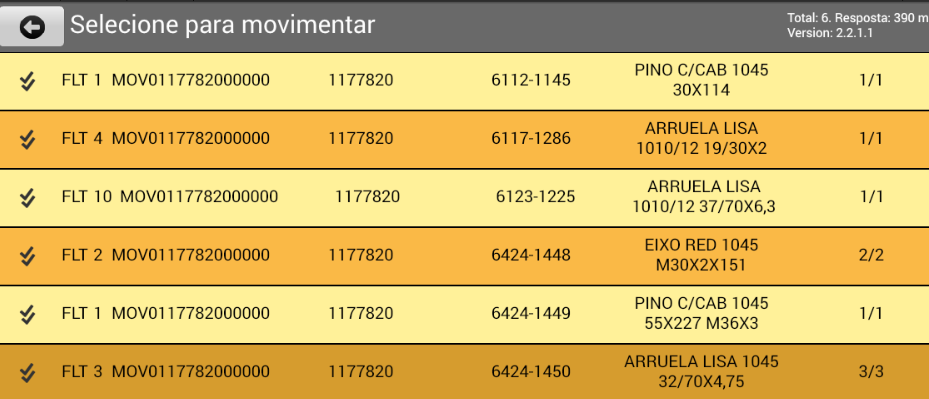 Selecione para movimentar
Total: 6. Resposta: 390 m
Version: 2.2.1.1
FLT 1 MOV0117782000000 1177820 6112-1145 PINO C/CAB 1045 30X114 1/1
FLT 4 MOV0117782000000 1177820 6117-1286 ARRUELA LISA 1010/12 19/30X2 1/1
FLT 10 MOV0117782000000 1177820 6123-1225 ARRUELA LISA 1010/12 37/70X6,3 1/1
FLT 2 MOV0117782000000 1177820 6424-1448 EIXO RED 1045 M30X2X151 2/2
FLT 1 MOV0117782000000 1177820 6424-1449 PINO C/CAB 1045 55X227 M36X3 1/1
FLT 3 MOV0117782000000 1177820 6424-1450 ARRUELA LISA 1045 32/70X4,75 3/3